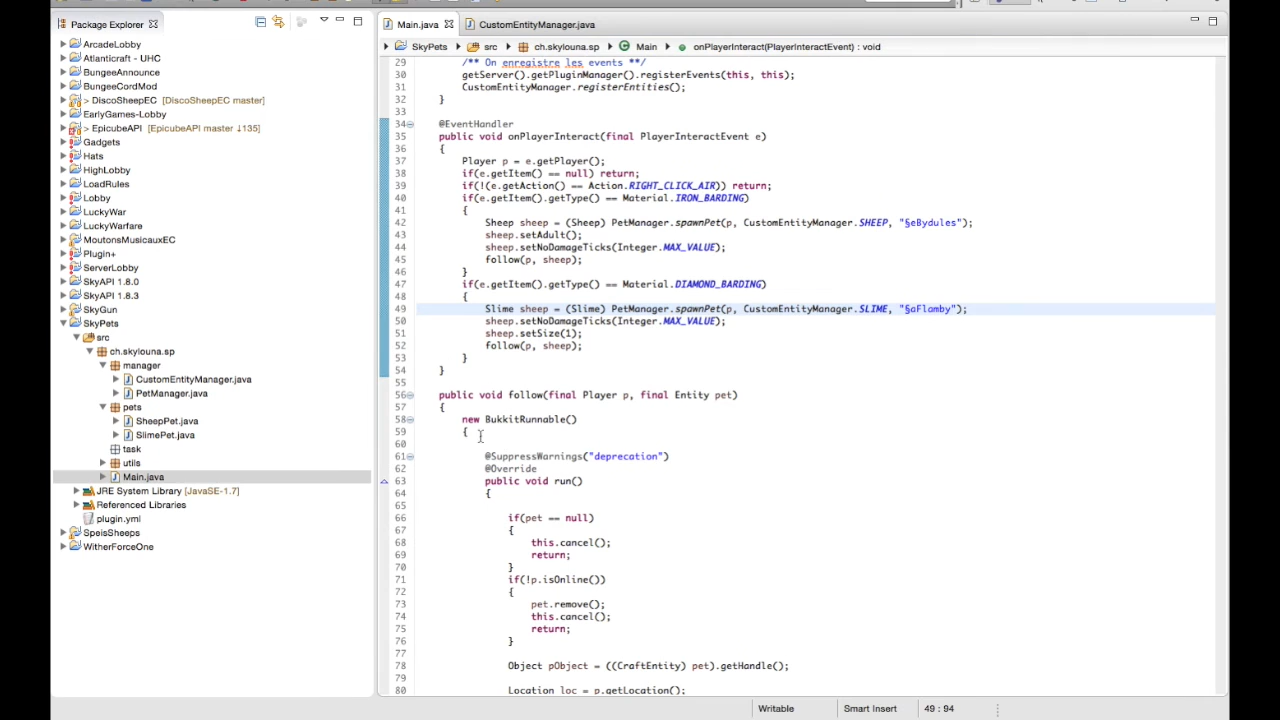 Package Explorer
ArcadeLobby
Atlanticraft - UHC
BungeeAnnounce
BungeeCordMod
> DiscoSheepEC [DiscoSheepEC master]
EarlyGames-Lobby
> EpicubeAPI [EpicubeAPI master ↓135]
Gadgets
Hats
HighLobby
LoadRules
Lobby
LuckyWar
LuckyWarfare
MoutonsMusicauxEC
Plugin+
ServerLobby
SkyAPI 1.8.0
SkyAPI 1.8.3
SkyGun
SkyPets
src
ch.skylouna.sp
manager
CustomEntityManager.java
PetManager.java
pets
SheepPet.java
SlimePet.java
task
utils
Main.java
JRE System Library [JavaSE-1.7]
Referenced Libraries
plugin.yml
SpeisSheeps
WitherForceOne
Main.java
CustomEntityManager.java
SkyPets
src
ch.skylouna.sp
Main
onPlayerInteract(PlayerInteractEvent) : void
29 /** On enregistre les events **/
30 getServer().getPluginManager().registerEvents(this, this);
31 CustomEntityManager.registerEntities();
32 }
33
34 @EventHandler
35 public void onPlayerInteract(final PlayerInteractEvent e)
36 {
37 Player p = e.getPlayer();
38 if(e.getItem() == null) return;
39 if(!(e.getAction() == Action.RIGHT_CLICK_AIR)) return;
40 if(e.getItem().getType() == Material.IRON_BARDING)
41 {
42 Sheep sheep = (Sheep) PetManager.spawnPet(p, CustomEntityManager.SHEEP, "§eBydules");
43 sheep.setAdult();
44 sheep.setNoDamageTicks(Integer.MAX_VALUE);
45 follow(p, sheep);
46 }
47 if(e.getItem().getType() == Material.DIAMOND_BARDING)
48 {
49 Slime sheep = (Slime) PetManager.spawnPet(p, CustomEntityManager.SLIME, "§aFlamby");
50 sheep.setNoDamageTicks(Integer.MAX_VALUE);
51 sheep.setSize(1);
52 follow(p, sheep);
53 }
54 }
55
56 public void follow(final Player p, final Entity pet)
57 {
58 new BukkitRunnable()
59 {
60
61 @SuppressWarnings("deprecation")
62 @Override
63 public void run()
64 {
65
66 if(pet == null)
67 {
68 this.cancel();
69 return;
70 }
71 if(!p.isOnline())
72 {
73 pet.remove();
74 this.cancel();
75 return;
76 }
77
78 Object pObject = ((CraftEntity) pet).getHandle();
79
80 Location loc = p.getLocation();
Writable
Smart Insert
49 : 94